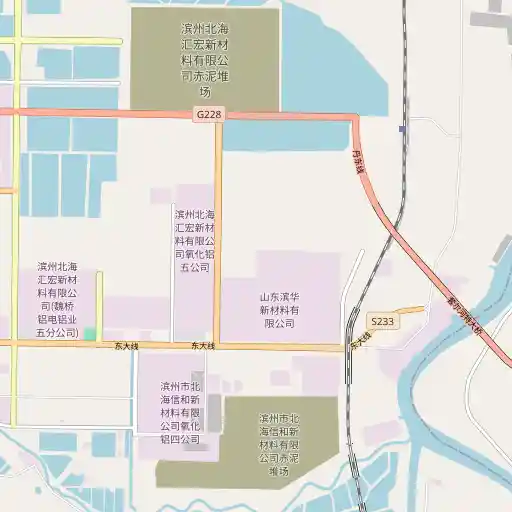 滨州北海
汇宏新材
料有限公
司赤泥堆
场
G228
丹东线
滨州北海
汇宏新材
料有限公
司氧化铝
五公司
滨州北海
汇宏新材
料有限公
司(魏桥
铝电铝业
五分公司)
山东滨华
新材料有
限公司
S233
东大线
东大线
东大线
滨州市北
海信和新
材料有限
公司氧化
铝四公司
滨州市北
海信和新
材料有限
公司赤泥
堆场